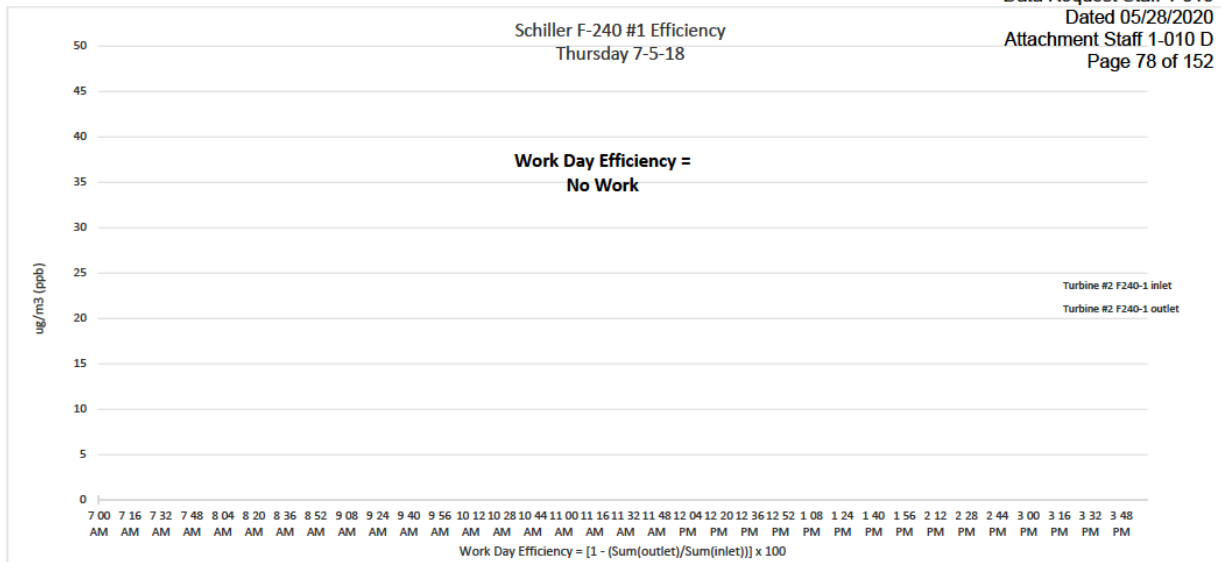 Dated 05/28/2020
Attachment Staff 1-010 D
Page 78 of 152
Schiller F-240 #1 Efficiency
Thursday 7-5-18
Work Day Efficiency =
No Work
50
45
40
35
30
25
20
15
10
5
0
ug/m3 (ppb)
Turbine #2 F240-1 inlet
Turbine #2 F240-1 outlet
7 00 7 16 7 32 7 48 8 04 8 20 8 36 8 52 9 08 9 24 9 40 9 56 10 12 10 28 10 44 11 00 11 16 11 32 11 48 12 04 12 20 12 36 12 52 1 08 1 24 1 40 1 56 2 12 2 28 2 44 3 00 3 16 3 32 3 48
AM AM AM AM AM AM AM AM AM AM AM AM AM AM AM AM AM AM AM PM PM PM PM PM PM PM PM PM PM PM PM PM PM PM
Work Day Efficiency = [1 - (Sum(outlet)/Sum(inlet))] x 100